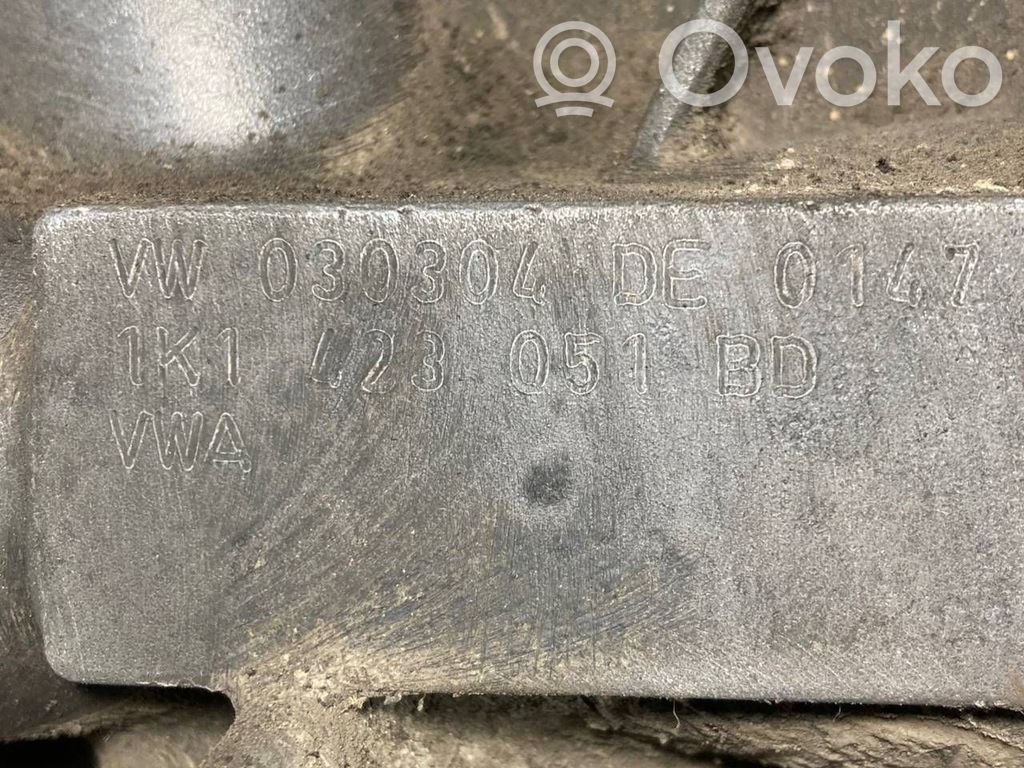 Ovoko
VW 030304 DE 0147
1K1 423 051 BD
VWA